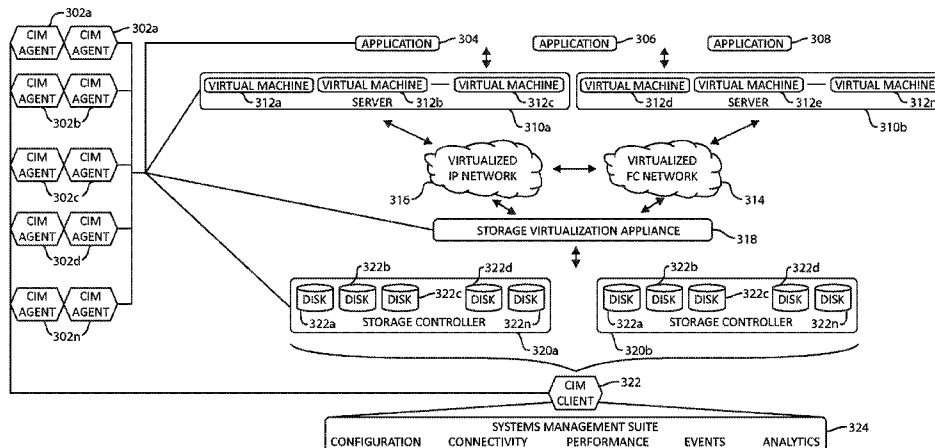 302a
302a
CIM AGENT CIM AGENT
CIM AGENT CIM AGENT
302b
CIM AGENT CIM AGENT
302c
CIM AGENT CIM AGENT
302d
CIM AGENT CIM AGENT
302n
APPLICATION 304
APPLICATION 306
APPLICATION 308
VIRTUAL MACHINE VIRTUAL MACHINE VIRTUAL MACHINE
312a SERVER 312b 312c
310a
VIRTUAL MACHINE VIRTUAL MACHINE VIRTUAL MACHINE
312d SERVER 312e 312n
310b
VIRTUALIZED
IP NETWORK
316
VIRTUALIZED
FC NETWORK
314
STORAGE VIRTUALIZATION APPLIANCE 318
322b 322d
DISK DISK DISK 322c DISK DISK
322a STORAGE CONTROLLER 322n
320a
322b 322d
DISK DISK DISK 322c DISK DISK
322a STORAGE CONTROLLER 322n
320b
CIM
CLIENT
322
SYSTEMS MANAGEMENT SUITE 324
CONFIGURATION CONNECTIVITY PERFORMANCE EVENTS ANALYTICS